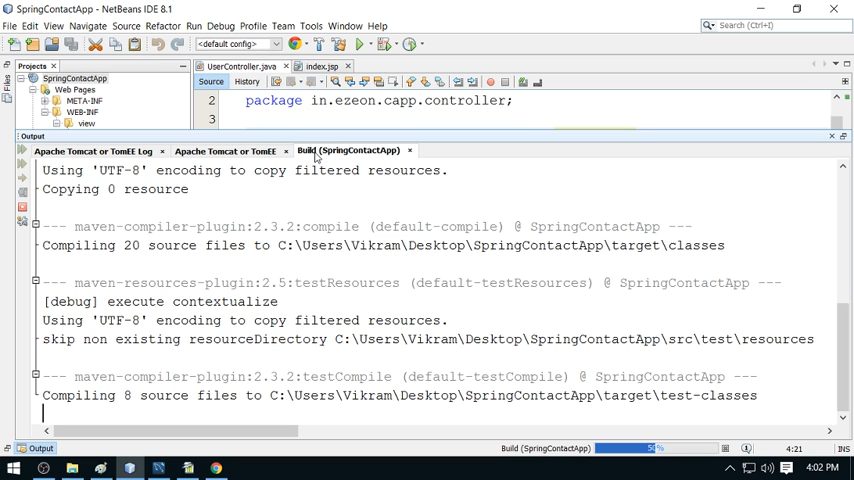 SpringContactApp - NetBeans IDE 8.1
File Edit View Navigate Source Refactor Run Debug Profile Team Tools Window Help
Search (Ctrl+I)
<default config>
Projects
UserController.java
index.jsp
Files
SpringContactApp
Web Pages
META-INF
WEB-INF
view
Source History
2 package in.ezeon.capp.controller;
3
Output
Apache Tomcat or TomEE Log
Apache Tomcat or TomEE
Build (SpringContactApp)
Using 'UTF-8' encoding to copy filtered resources.
Copying 0 resource
--- maven-compiler-plugin:2.3.2:compile (default-compile) @ SpringContactApp ---
Compiling 20 source files to C:\Users\Vikram\Desktop\SpringContactApp\target\classes
--- maven-resources-plugin:2.5:testResources (default-testResources) @ SpringContactApp ---
[debug] execute contextualize
Using 'UTF-8' encoding to copy filtered resources.
skip non existing resourceDirectory C:\Users\Vikram\Desktop\SpringContactApp\src\test\resources
--- maven-compiler-plugin:2.3.2:testCompile (default-testCompile) @ SpringContactApp ---
Compiling 8 source files to C:\Users\Vikram\Desktop\SpringContactApp\target\test-classes
Output
Build (SpringContactApp)
50%
4:21
INS
4:02 PM